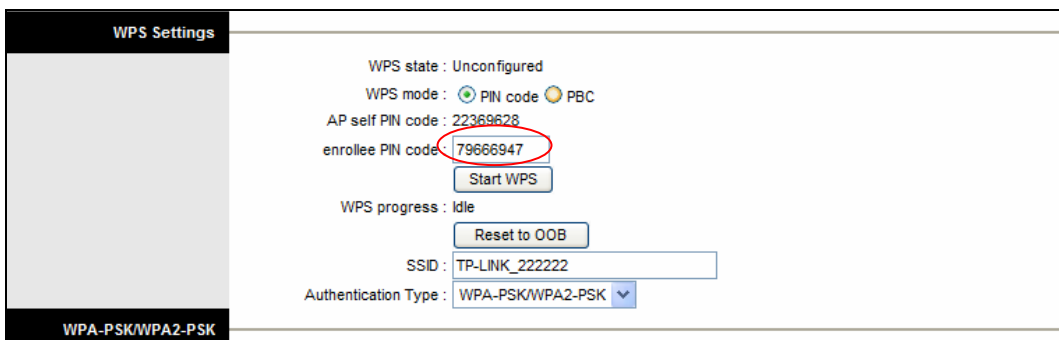 WPS Settings
WPS state : Unconfigured
WPS mode : PIN code PBC
AP self PIN code : 22369628
enrollee PIN code : 79666947
Start WPS
WPS progress : Idle
Reset to OOB
SSID : TP-LINK_222222
Authentication Type : WPA-PSK/WPA2-PSK
WPA-PSK/WPA2-PSK